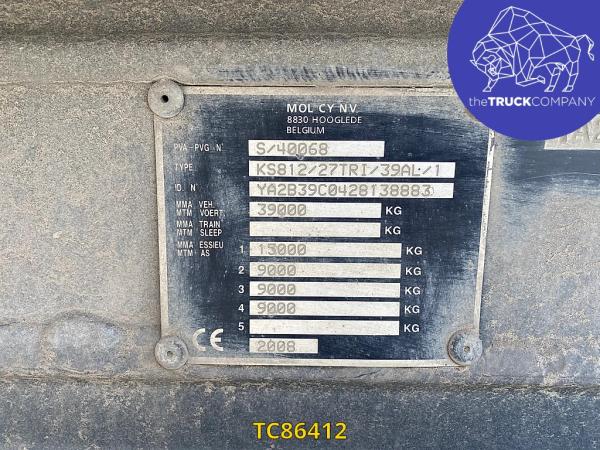 theTRUCKCOMPANY
MOL CY N.V.
8830 HOOGLEDE
BELGIUM
PVA-PVG-N° S/40068
TYPE KS812/27TRI/39AL/1
ID. N° YA2B39C0428138883
MMA VEH.
MTM VOERT. 39000 KG
MMA TRAIN
MTM SLEEP KG
MMA ESSIEU
MTM AS
1 15000 KG
2 9000 KG
3 9000 KG
4 9000 KG
5 KG
CE 2008
TC86412